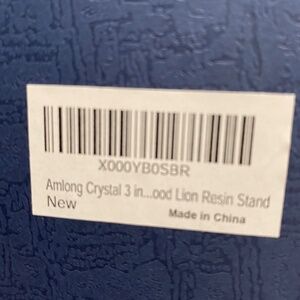 X000YB0SBR
Amlong Crystal 3 in...ood Lion Resin Stand
New
Made in China